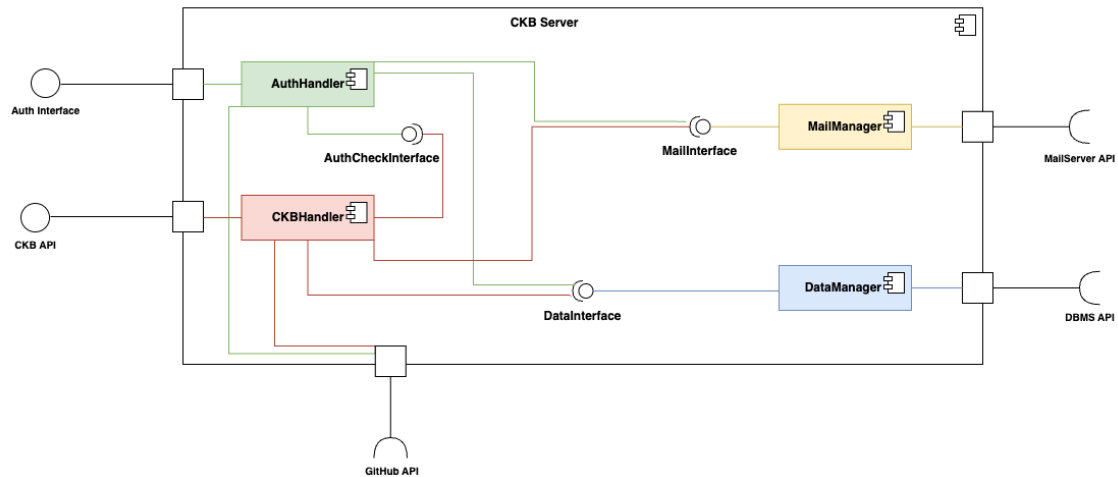 CKB Server
AuthHandler
Auth Interface
MailManager
AuthCheckInterface
MailInterface
MailServer API
CKBHandler
CKB API
DataManager
DataInterface
DBMS API
GitHub API